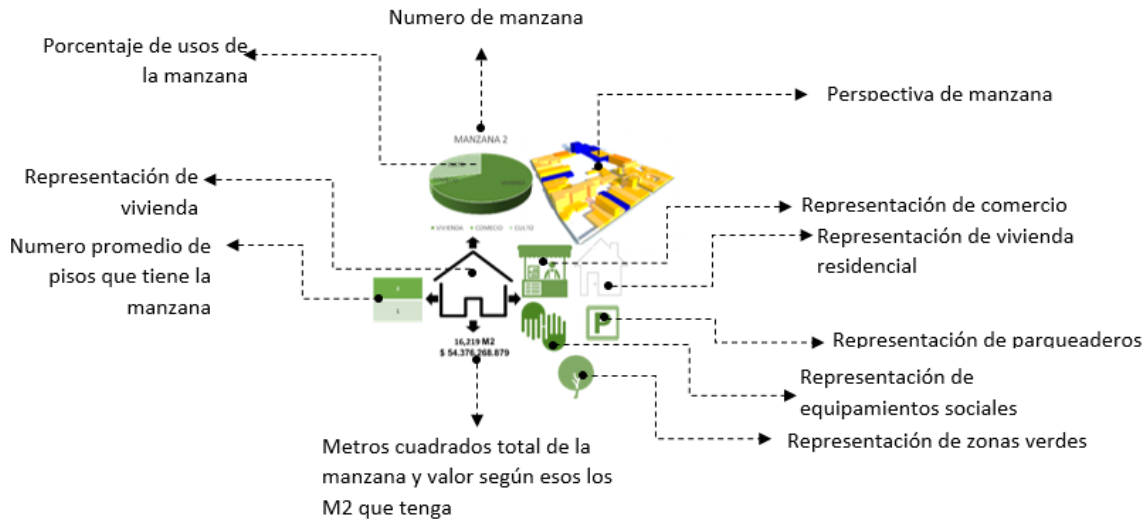 Numero de manzana
Porcentaje de usos de
la manzana
Perspectiva de manzana
MANZANA 2
Representación de
vivienda
VIVIENDA COMECIO CULTO
Representación de comercio
Representación de vivienda
residencial
Numero promedio de
pisos que tiene la
manzana
P
16,219 M2
$ 54.376,268.879
Representación de parqueaderos
Representación de
equipamientos sociales
Representación de zonas verdes
Metros cuadrados total de la
manzana y valor según esos los
M2 que tenga